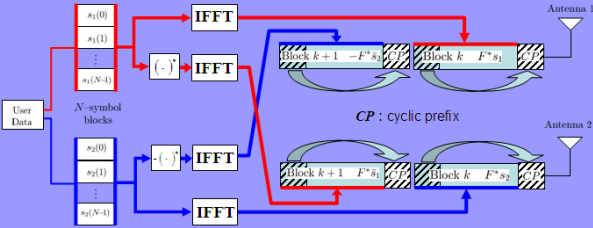 Antenna 1
s₁(0)
s₁(1)
⋮
s₁(N-1)
IFFT
(·)*
IFFT
Block k + 1 −F*s̄₂ CP
Block k F*s₁ CP
N-symbol
blocks
CP : cyclic prefix
User
Data
Antenna 2
s₂(0)
s₂(1)
⋮
s₂(N-1)
-(·)*
IFFT
IFFT
Block k + 1 F*s̄₁ CP
Block k F*s₂ CP